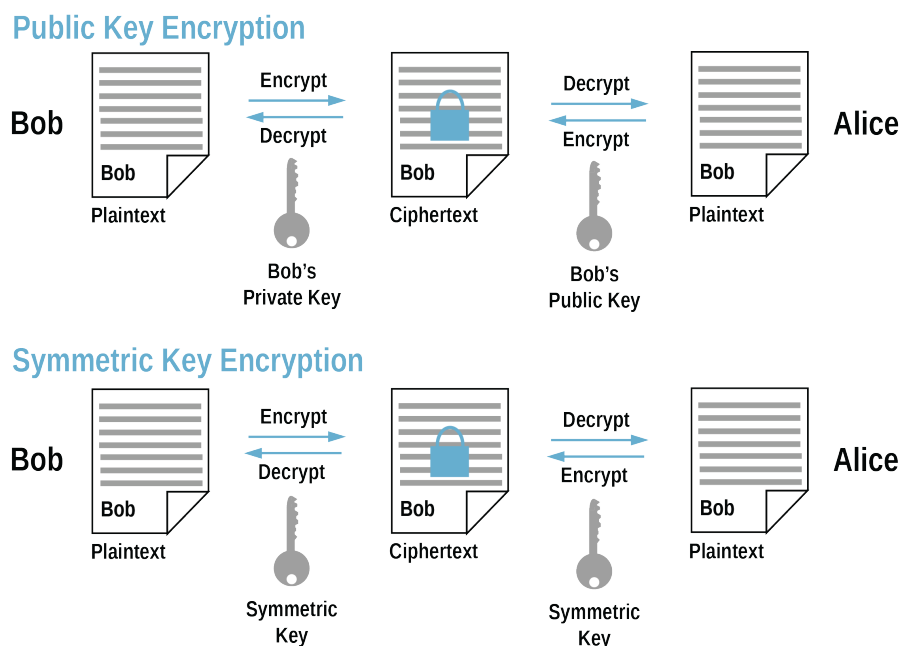 Public Key Encryption
Bob
Bob
Plaintext
Encrypt
Decrypt
Bob's
Private Key
Bob
Ciphertext
Decrypt
Encrypt
Bob's
Public Key
Bob
Plaintext
Alice
Symmetric Key Encryption
Bob
Bob
Plaintext
Encrypt
Decrypt
Symmetric
Key
Bob
Ciphertext
Decrypt
Encrypt
Symmetric
Key
Bob
Plaintext
Alice